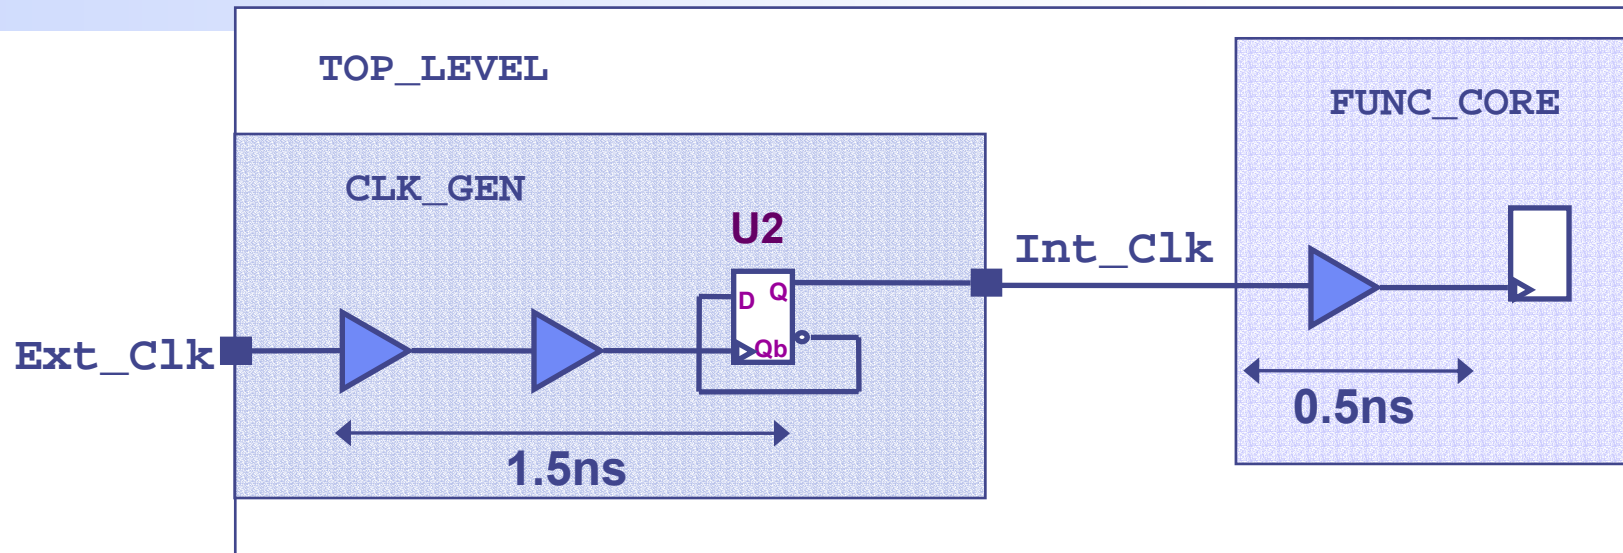 TOP_LEVEL
FUNC_CORE
CLK_GEN
U2
Int_Clk
D Q
Qb
Ext_Clk
0.5ns
1.5ns